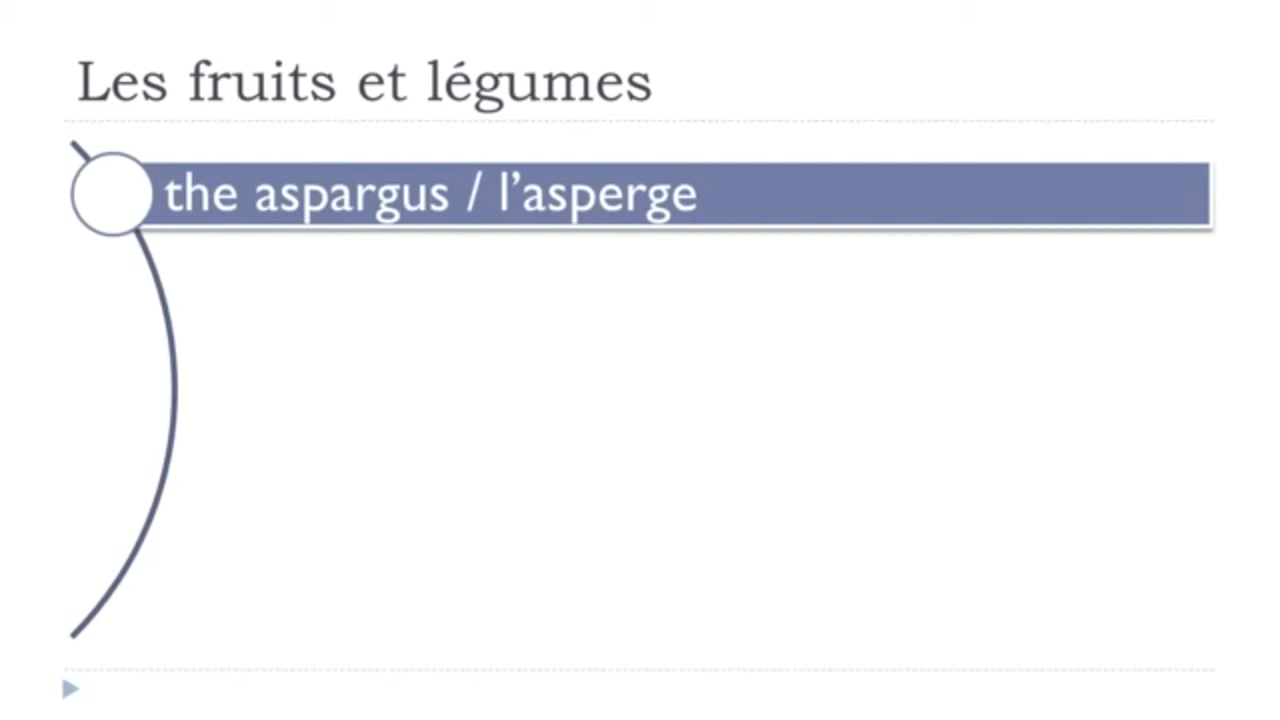 Les fruits et légumes
the aspargus / l’asperge